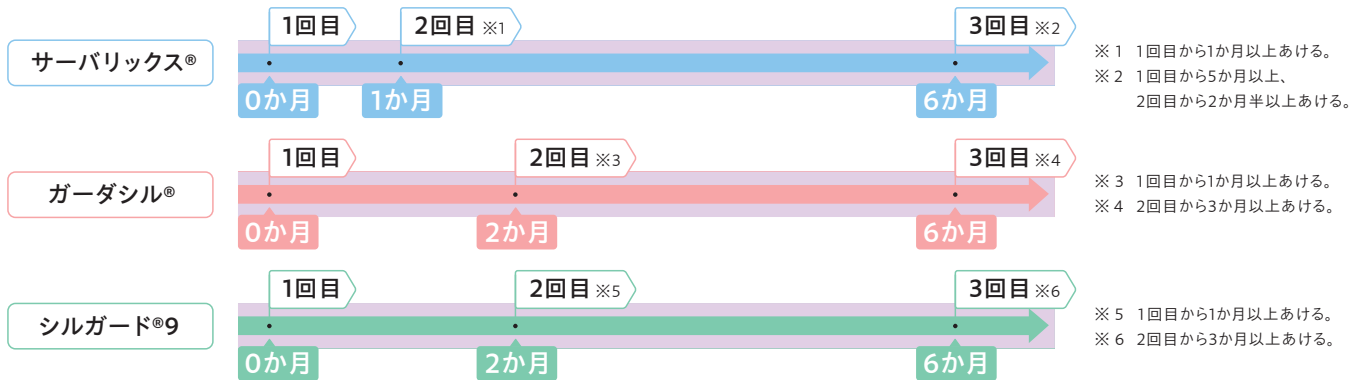 サーバリックス®
1回目
2回目 ※1
3回目 ※2
0か月
1か月
6か月
※1 1回目から1か月以上あける。
※2 1回目から5か月以上、
2回目から2か月半以上あける。
ガーダシル®
1回目
2回目 ※3
3回目 ※4
0か月
2か月
6か月
※3 1回目から1か月以上あける。
※4 2回目から3か月以上あける。
シルガード®9
1回目
2回目 ※5
3回目 ※6
0か月
2か月
6か月
※5 1回目から1か月以上あける。
※6 2回目から3か月以上あける。